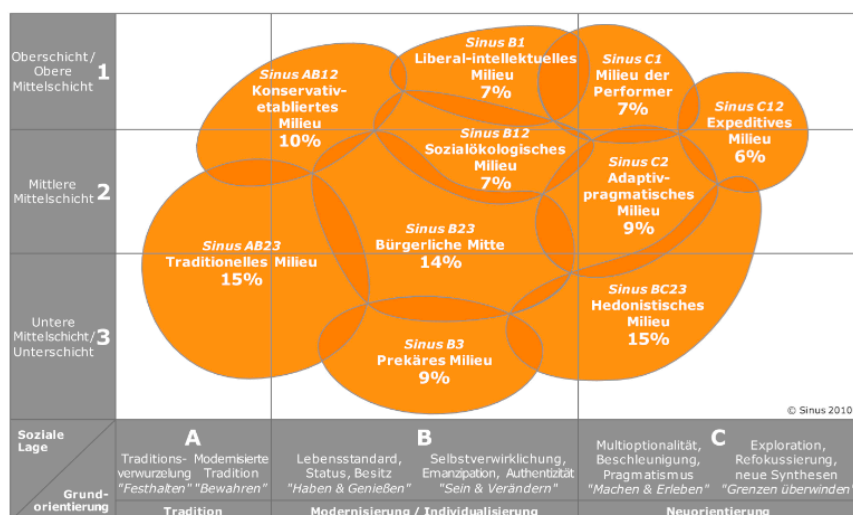 Oberschicht /
Obere
Mittelschicht
1
Mittlere
Mittelschicht
2
Untere
Mittelschicht/
Unterschicht
3
Sinus AB12
Konservativ-
etabliertes
Milieu
10%
Sinus B1
Liberal-intellektuelles
Milieu
7%
Sinus C1
Milieu der
Performer
7%
Sinus C12
Expeditives
Milieu
6%
Sinus B12
Sozialökologisches
Milieu
7%
Sinus C2
Adaptiv-
pragmatisches
Milieu
9%
Sinus AB23
Traditionelles Milieu
15%
Sinus B23
Bürgerliche Mitte
14%
Sinus BC23
Hedonistisches
Milieu
15%
Sinus B3
Prekäres Milieu
9%
© Sinus 2010
Soziale
Lage
Grund-
orientierung
A
Traditions-
verwurzelung
"Festhalten"
Modernisierte
Tradition
"Bewahren"
Tradition
B
Lebensstandard,
Status, Besitz
"Haben & Genießen"
Selbstverwirklichung,
Emanzipation, Authentizität
"Sein & Verändern"
Modernisierung / Individualisierung
C
Multioptionalität,
Beschleunigung,
Pragmatismus
"Machen & Erleben"
Exploration,
Refokussierung,
neue Synthesen
"Grenzen überwinden"
Neuorientierung